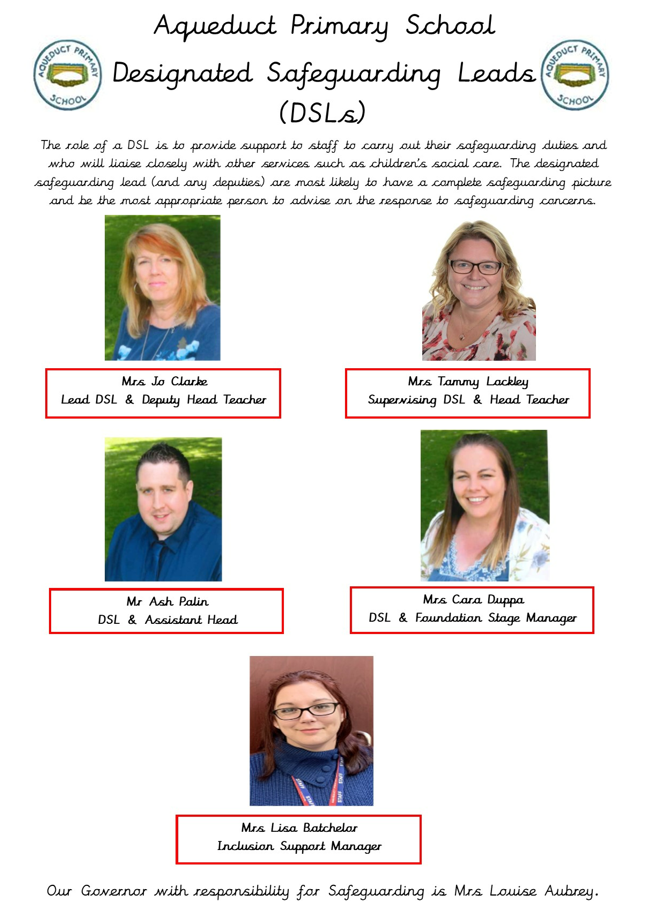 Aqueduct Primary School
Designated Safeguarding Leads
(DSLs)
AQUEDUCT PRIMARY SCHOOL
AQUEDUCT PRIMARY SCHOOL
The role of a DSL is to provide support to staff to carry out their safeguarding duties and
who will liaise closely with other services such as children's social care. The designated
safeguarding lead (and any deputies) are most likely to have a complete safeguarding picture
and be the most appropriate person to advise on the response to safeguarding concerns.
Mrs Jo Clarke
Lead DSL & Deputy Head Teacher
Mrs Tammy Lockley
Supervising DSL & Head Teacher
Mr Ash Palin
DSL & Assistant Head
Mrs Cara Duppa
DSL & Foundation Stage Manager
STAFF
STAFF
Mrs Lisa Batchelor
Inclusion Support Manager
Our Governor with responsibility for Safeguarding is Mrs Louise Aubrey.